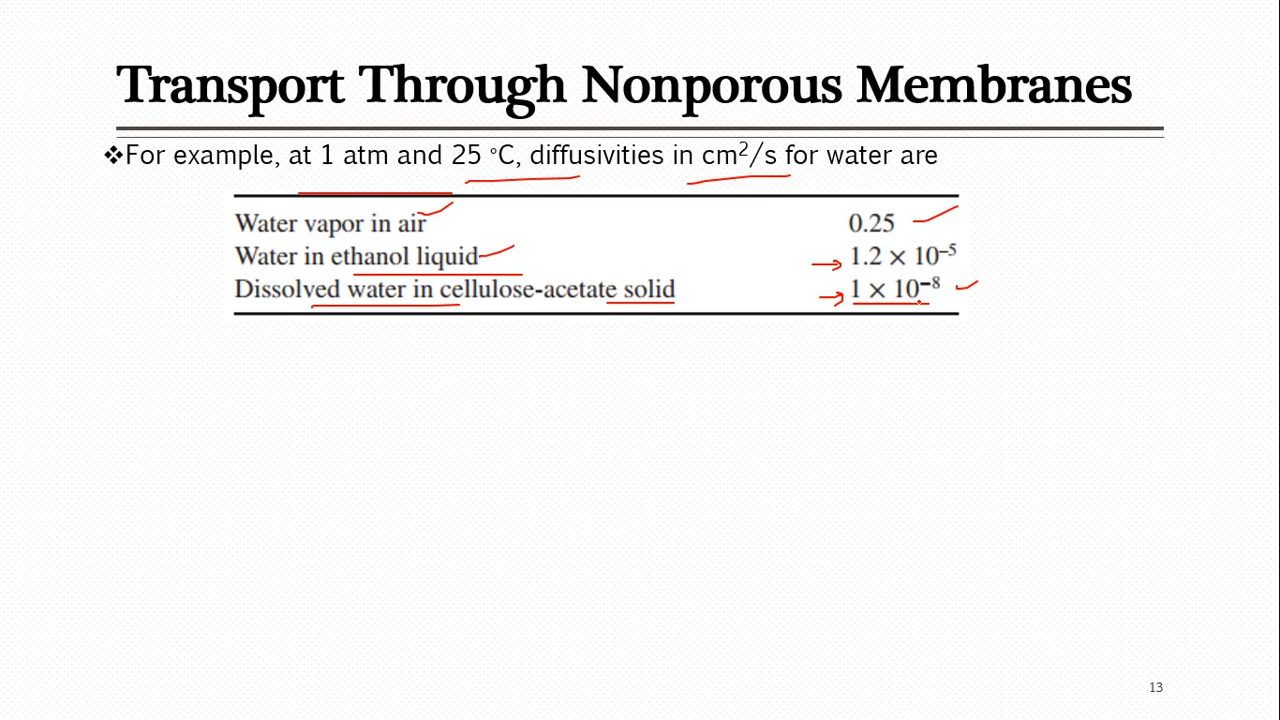 Transport Through Nonporous Membranes
❖For example, at 1 atm and 25 °C, diffusivities in cm²/s for water are
Water vapor in air 0.25
Water in ethanol liquid 1.2 × 10⁻⁵
Dissolved water in cellulose-acetate solid 1 × 10⁻⁸
13